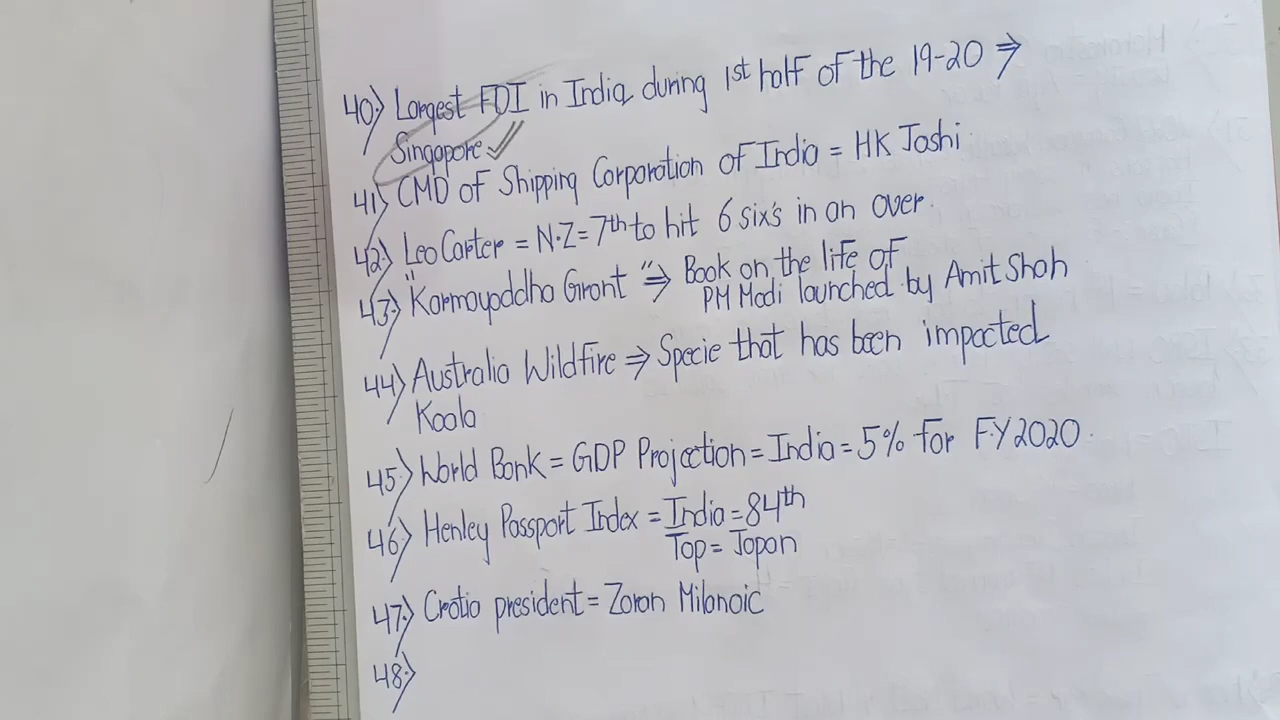 40) Largest FDI in India during 1st half of the 19-20 ⇒
Singapore ✓
41) CMD of Shipping Corporation of India = HK Joshi
42) Leo Carter = N.Z = 7th to hit 6 six's in an over.
43) "Karmayoddha Grant" ⇒ Book on the life of
PM Modi launched by Amit Shah
44) Australia Wildfire ⇒ Specie that has been impacted
Koala
45) World Bank = GDP Projection = India = 5% for F.Y 2020.
46) Henley Passport Index = India = 84th
Top = Japan
47) Crotia president = Zoran Milanoic
48)